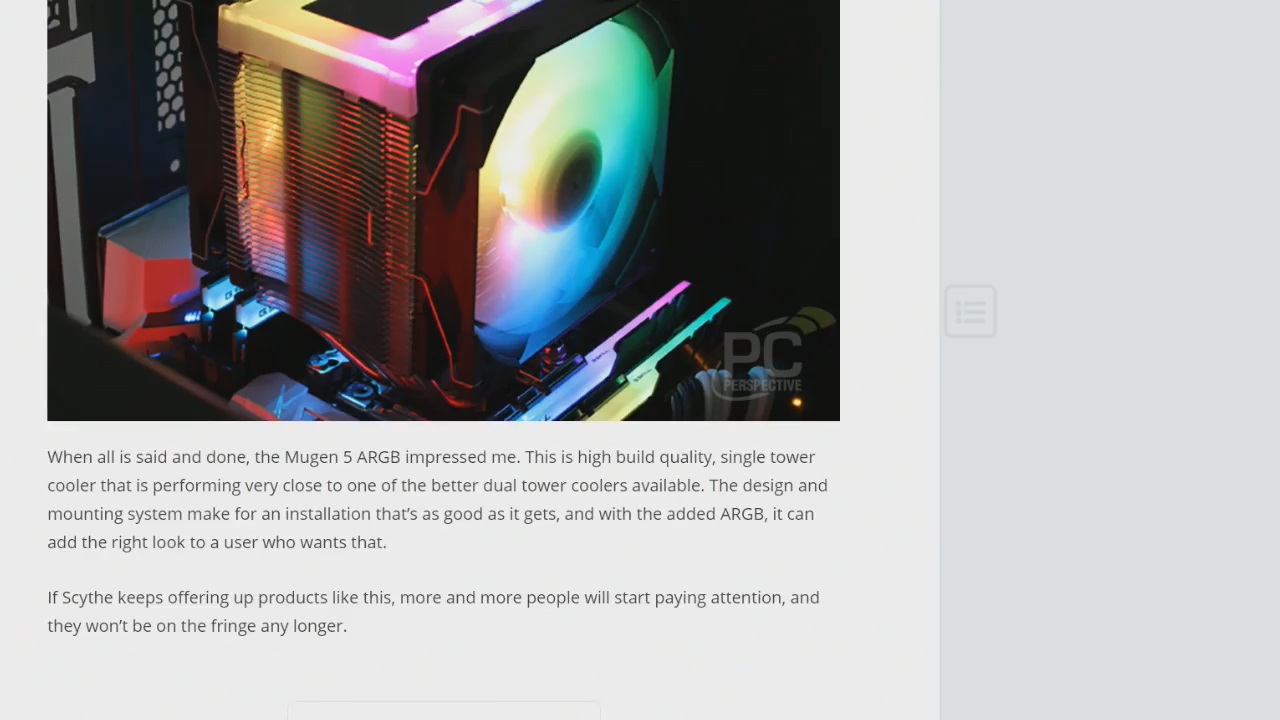 PC
PERSPECTIVE
When all is said and done, the Mugen 5 ARGB impressed me. This is high build quality, single tower
cooler that is performing very close to one of the better dual tower coolers available. The design and
mounting system make for an installation that’s as good as it gets, and with the added ARGB, it can
add the right look to a user who wants that.
If Scythe keeps offering up products like this, more and more people will start paying attention, and
they won’t be on the fringe any longer.